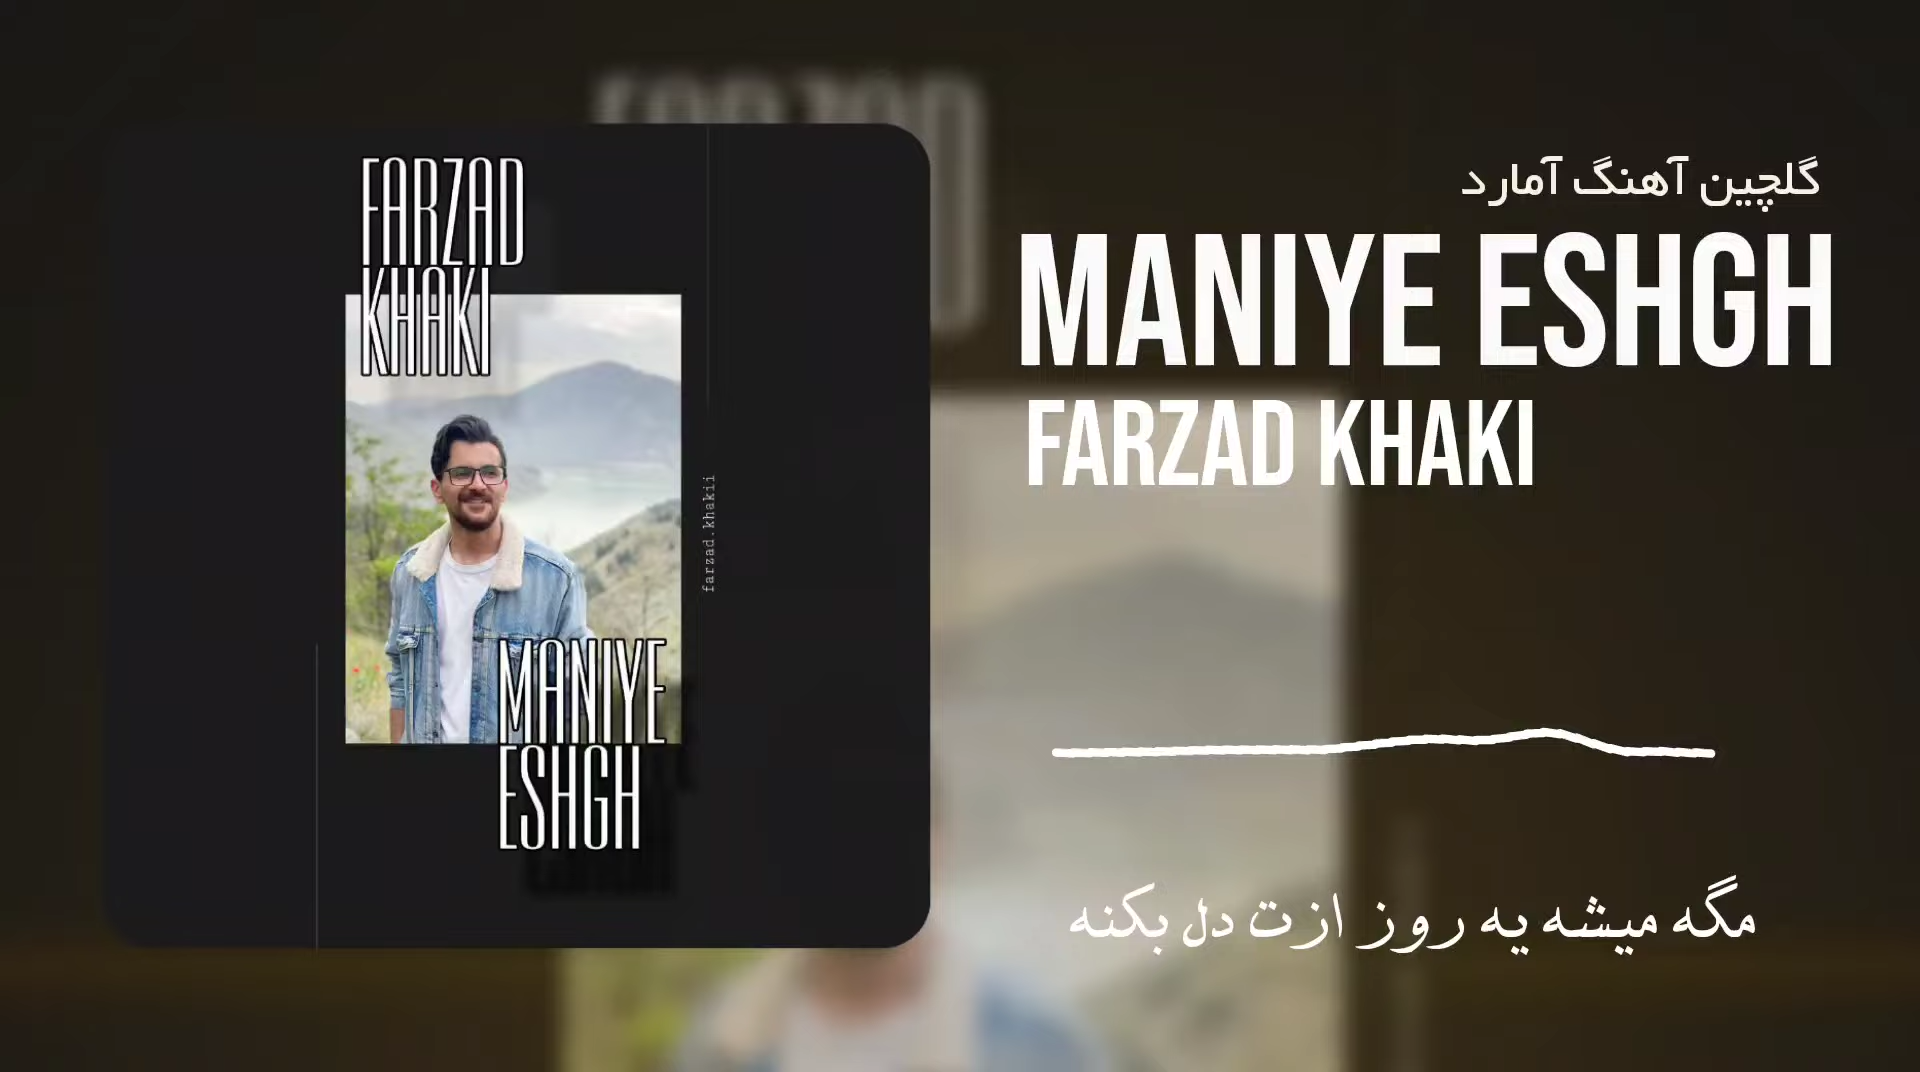 FARZAD
KHAKI
farzad.khakii
MANIYE
ESHGH
گلچین آهنگ آمارد
MANIYE ESHGH
FARZAD KHAKI
مگه میشه یه روز ازت دل بکنه